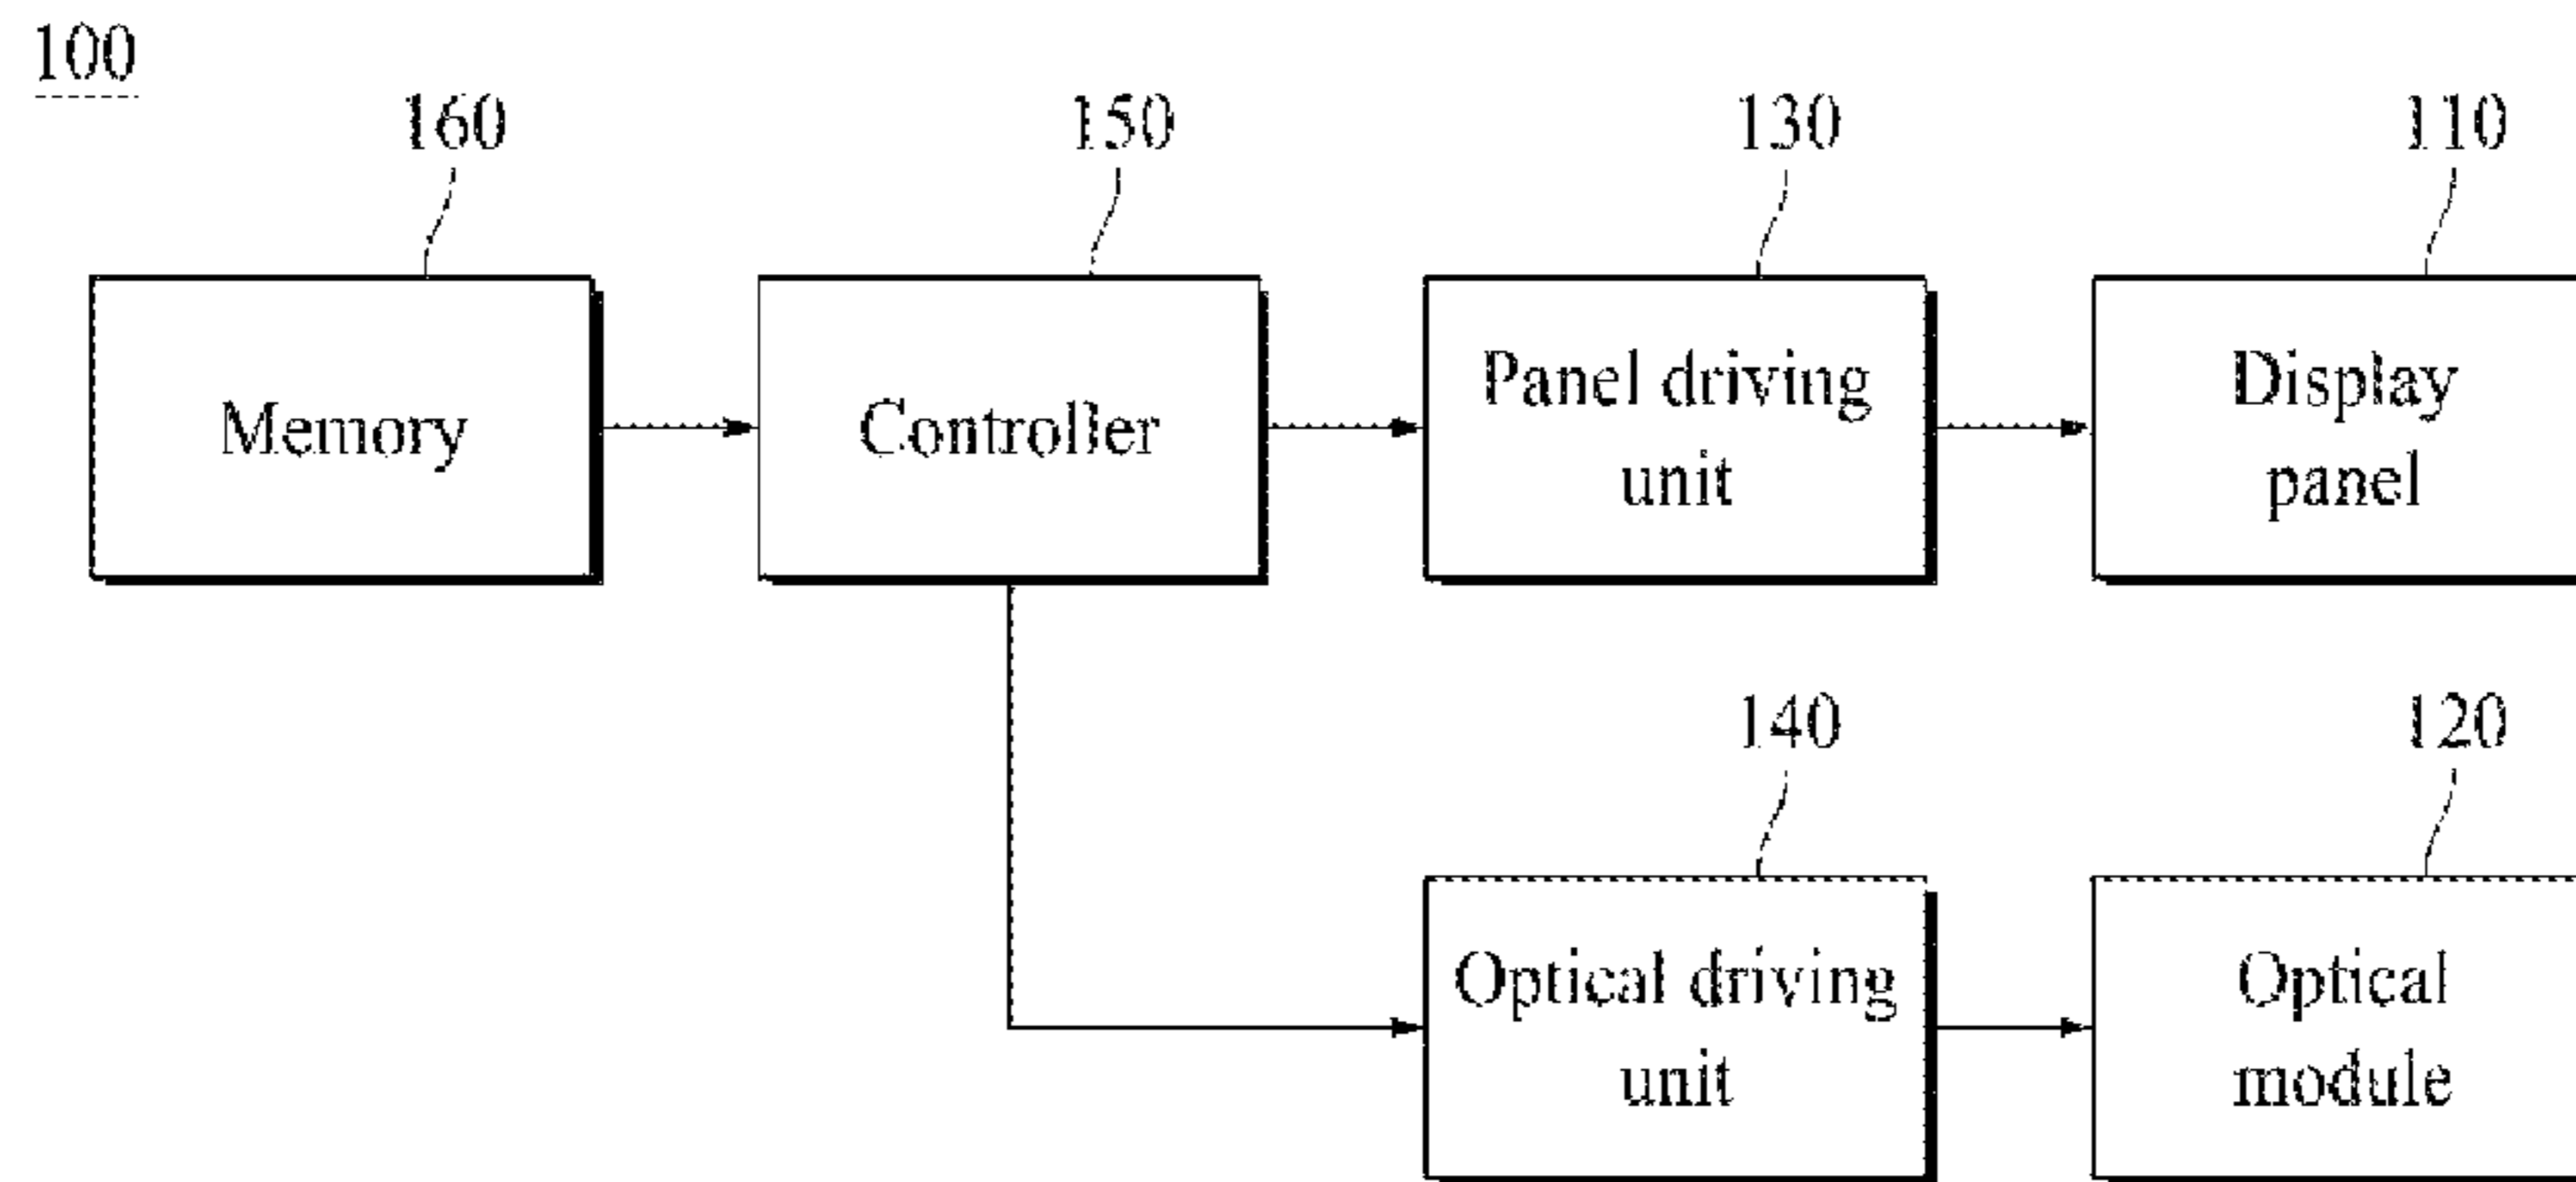 100
160
150
130
110
Memory
Controller
Panel driving
unit
Display
panel
140
120
Optical driving
unit
Optical
module